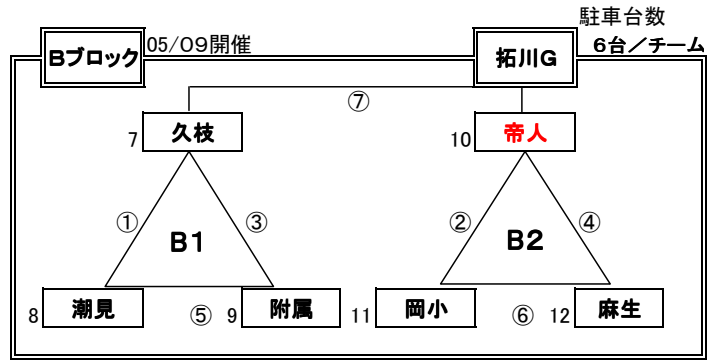 駐車台数
Bブロック 05/09開催 拓川G 6台／チーム
⑦
7 久枝 10 帝人
① ③ ② ④
B1 B2
8 潮見 ⑤ 9 附属 11 岡小 ⑥ 12 麻生